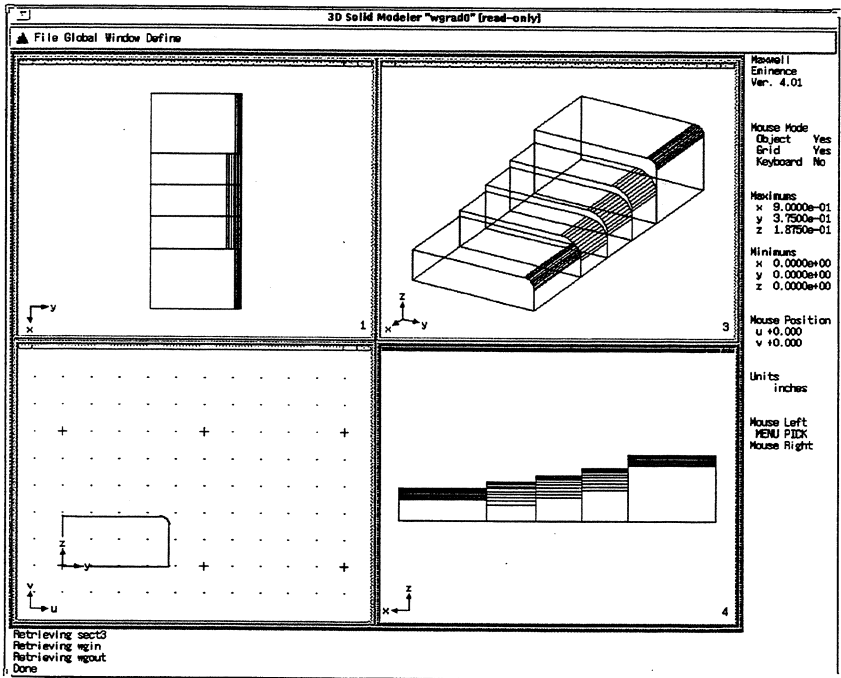 3D Solid Modeler "wgrad0" [read-only]
File Global Window Define
Maxwell
Eminence
Ver. 4.01
Mouse Mode
Object Yes
Grid Yes
Keyboard No
Maximums
x 9.0000e-01
y 3.7500e-01
z 1.8750e-01
Minimums
x 0.0000e+00
y 0.0000e+00
z 0.0000e+00
Mouse Position
u +0.000
v +0.000
Units
inches
Mouse Left
MENU PICK
Mouse Right
y
x
1
z
x
y
3
z
y
v
u
z
x
4
Retrieving sect3
Retrieving wgin
Retrieving wgout
Done